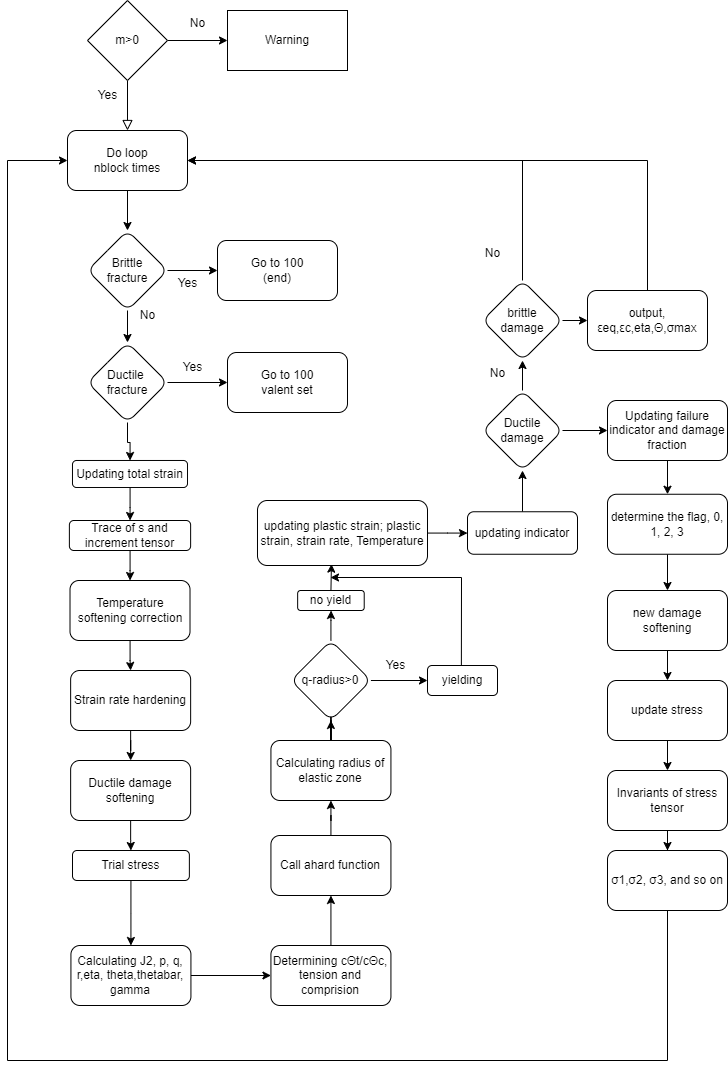 m>0
No
Warning
Yes
Do loop
nblock times
Brittle
fracture
Yes
Go to 100
(end)
No
Ductile
fracture
Yes
Go to 100
valent set
Updating total strain
Trace of s and
increment tensor
Temperature
softening correction
Strain rate hardening
Ductile damage
softening
Trial stress
Calculating J2, p, q,
r,eta, theta,thetabar,
gamma
Determining cΘt/cΘc,
tension and
comprision
Call ahard function
Calculating radius of
elastic zone
q-radius>0
Yes
yielding
no yield
updating plastic strain; plastic
strain, strain rate, Temperature
updating indicator
Ductile
damage
No
brittle
damage
No
output,
εeq,εc,eta,Θ,σmax
Updating failure
indicator and damage
fraction
determine the flag, 0,
1, 2, 3
new damage
softening
update stress
Invariants of stress
tensor
σ1,σ2, σ3, and so on